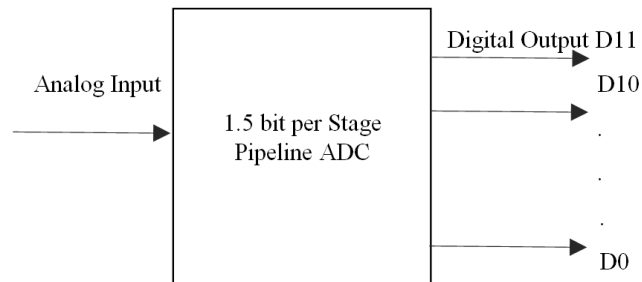 Digital Output D11
Analog Input
D10
1.5 bit per Stage
Pipeline ADC
.
.
.
D0